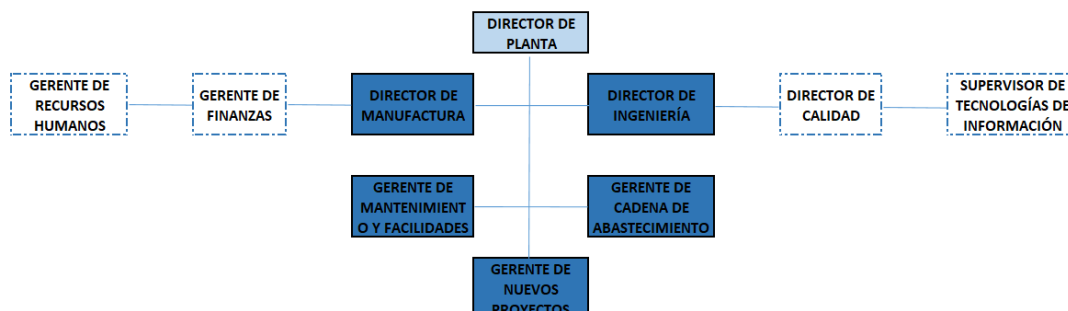 DIRECTOR DE
PLANTA
GERENTE DE
RECURSOS
HUMANOS
GERENTE DE
FINANZAS
DIRECTOR DE
MANUFACTURA
DIRECTOR DE
INGENIERÍA
DIRECTOR DE
CALIDAD
SUPERVISOR DE
TECNOLOGÍAS DE
INFORMACIÓN
GERENTE DE
MANTENIMIENT
O Y FACILIDADES
GERENTE DE
CADENA DE
ABASTECIMIENTO
GERENTE DE
NUEVOS
PROYECTOS